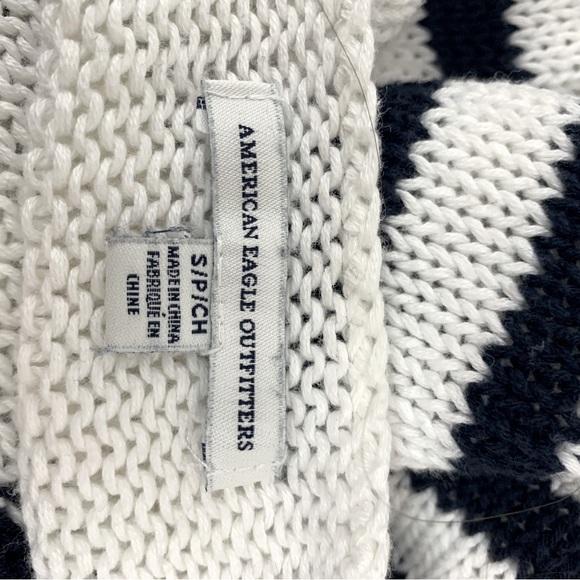 AMERICAN EAGLE OUTFITTERS
S/P/CH
MADE IN CHINA
FABRIQUÉ EN
CHINE